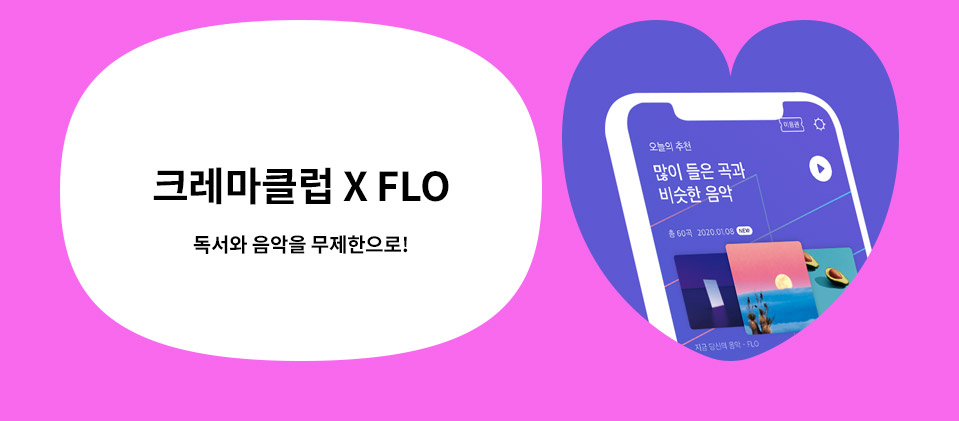 크레마클럽 X FLO
독서와 음악을 무제한으로!
이용권
오늘의 추천
많이 들은 곡과
비슷한 음악
총 60곡 2020.01.08 NEW
지금 당신의 음악 - FLO